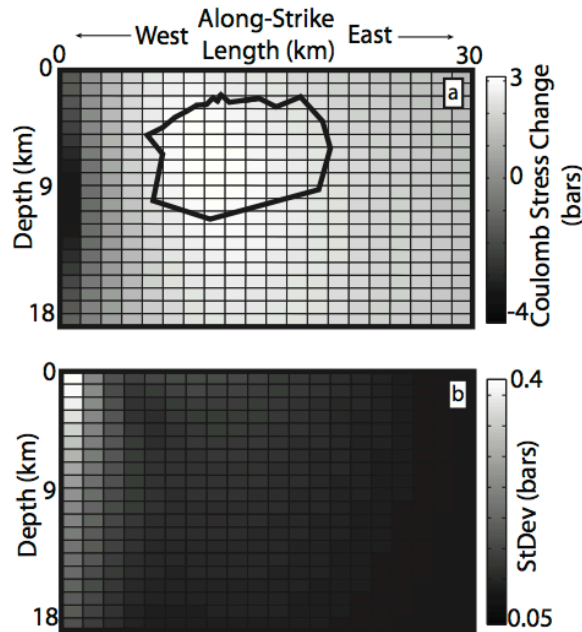 Along-Strike
← West Length (km) East →
0 30
0
a
9
18
Depth (km)
3
0
-4
Coulomb Stress Change
(bars)
0
b
9
18
Depth (km)
0.4
0.05
StDev (bars)